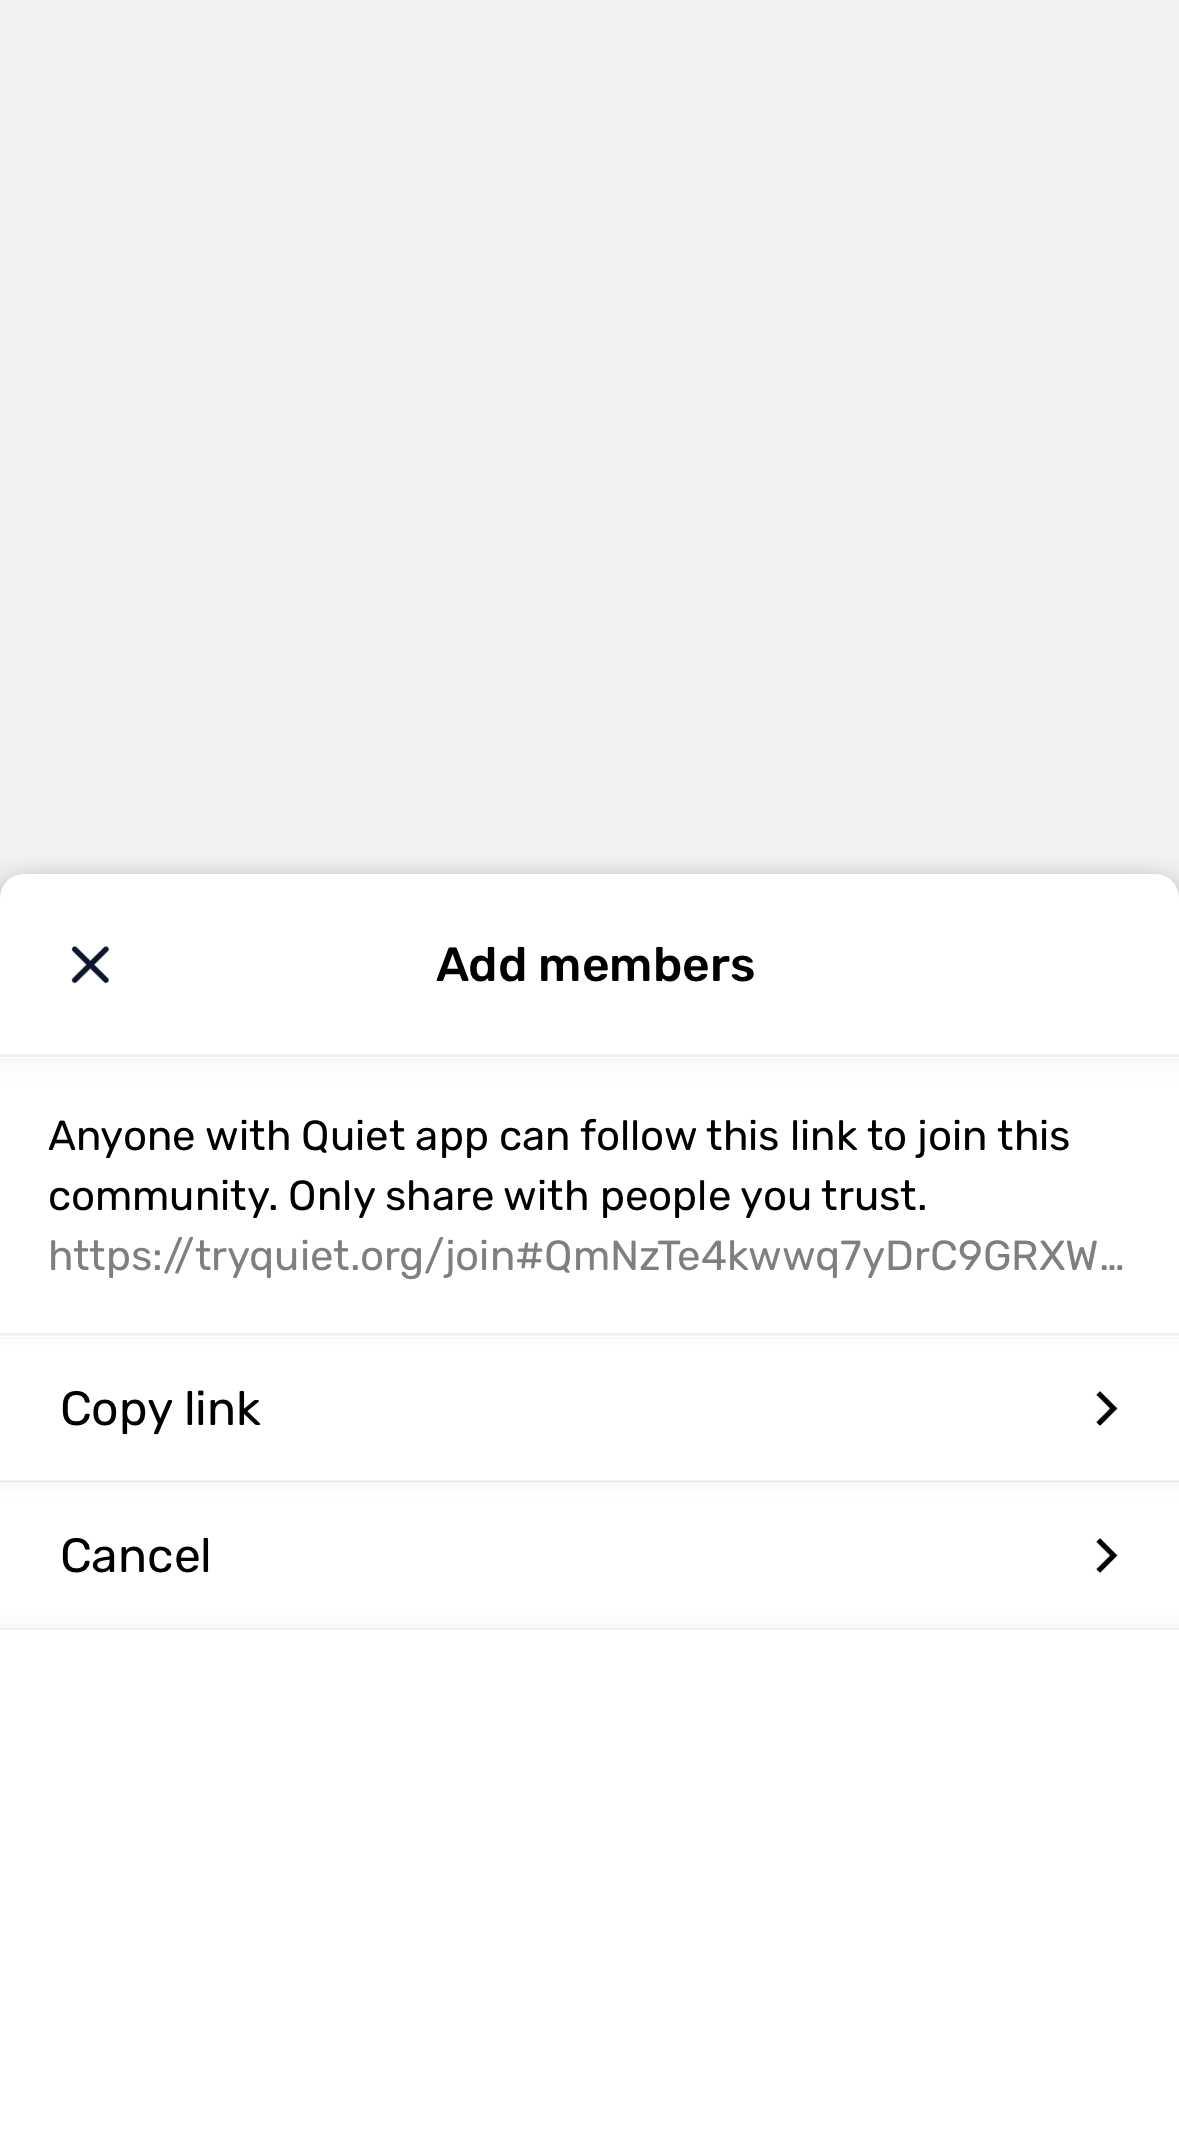 Add members
Anyone with Quiet app can follow this link to join this
community. Only share with people you trust.
https://tryquiet.org/join#QmNzTe4kwwq7yDrC9GRXW…
Copy link
Cancel